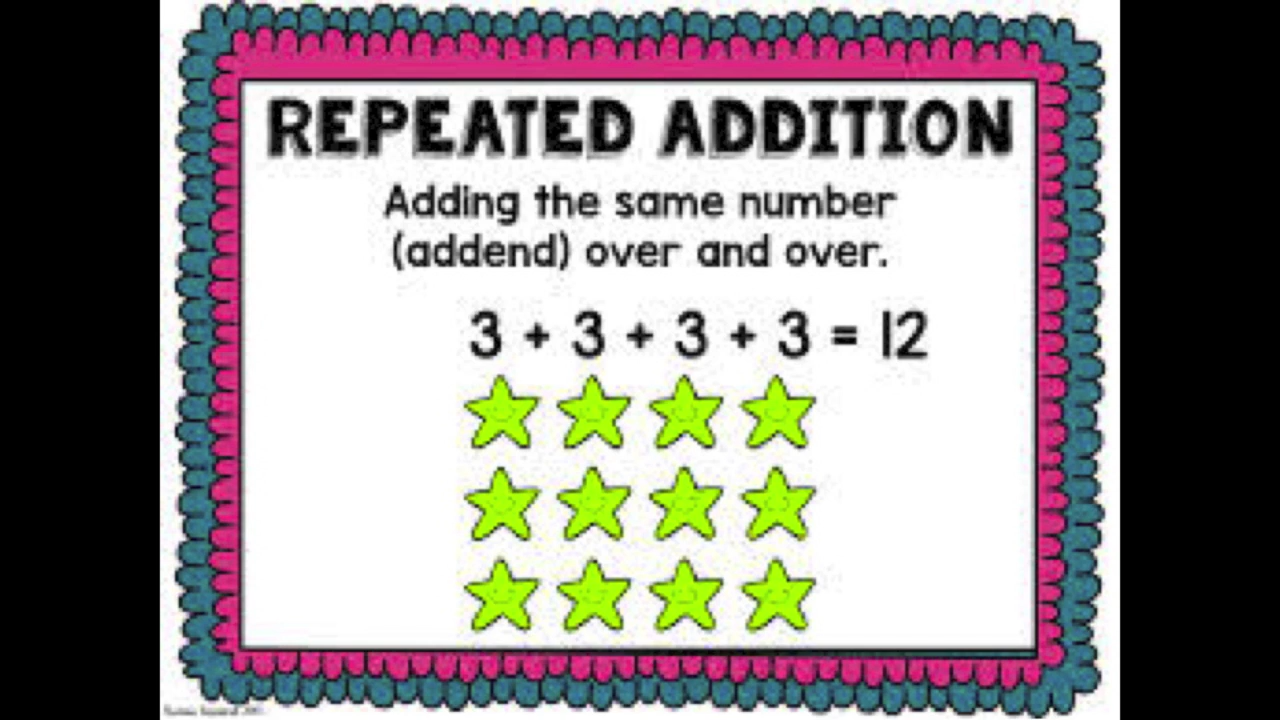 REPEATED ADDITION
Adding the same number
(addend) over and over.
3 + 3 + 3 + 3 = 12